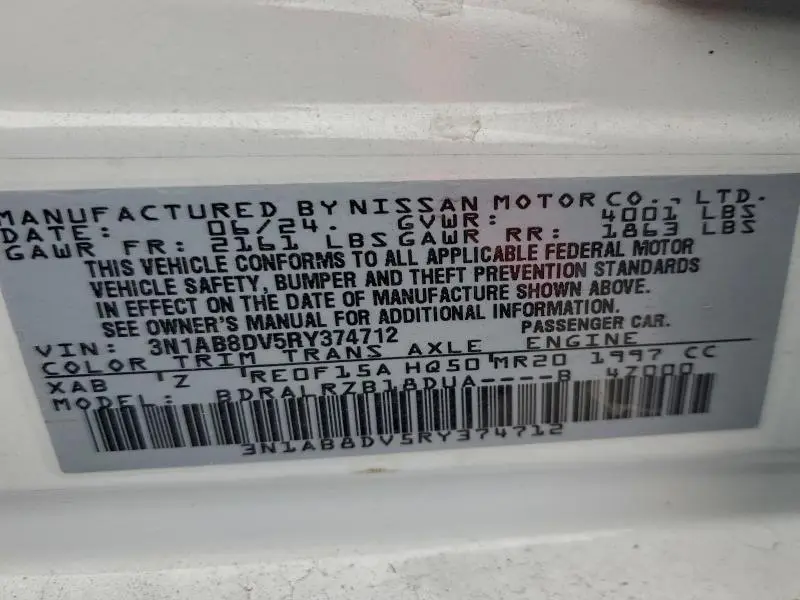 MANUFACTURED BY NISSAN MOTOR CO., LTD.
DATE: 06/24. GVWR: 4001 LBS
GAWR FR: 2161 LBS GAWR RR: 1863 LBS
THIS VEHICLE CONFORMS TO ALL APPLICABLE FEDERAL MOTOR
VEHICLE SAFETY, BUMPER AND THEFT PREVENTION STANDARDS
IN EFFECT ON THE DATE OF MANUFACTURE SHOWN ABOVE.
SEE OWNER'S MANUAL FOR ADDITIONAL INFORMATION.
VIN: 3N1AB8DV5RY374712 PASSENGER CAR.
COLOR TRIM TRANS AXLE ENGINE
XAB Z RE0F15A HQ50 MR20 1997 CC
MODEL: BDRALRZB18DUA----B 4Z000
3N1AB8DV5RY374712